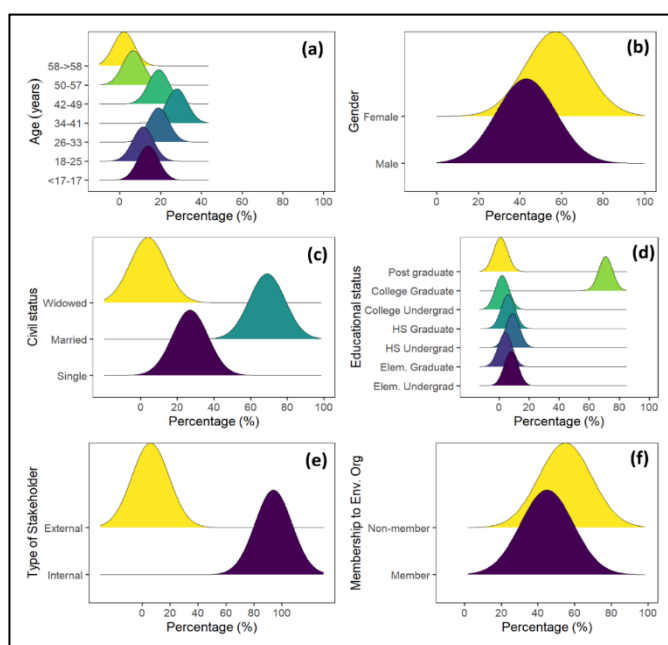 (a)
Age (years)
58->58
50-57
42-49
34-41
26-33
18-25
<17-17
0 20 40 60 80 100
Percentage (%)
(b)
Gender
Female
Male
0 20 40 60 80 100
Percentage (%)
(c)
Civil status
Widowed
Married
Single
0 20 40 60 80 100
Percentage (%)
(d)
Educational status
Post graduate
College Graduate
College Undergrad
HS Graduate
HS Undergrad
Elem. Graduate
Elem. Undergrad
0 20 40 60 80 100
Percentage (%)
(e)
Type of Stakeholder
External
Internal
0 20 40 60 80 100
Percentage (%)
(f)
Membership to Env. Org
Non-member
Member
0 20 40 60 80 100
Percentage (%)